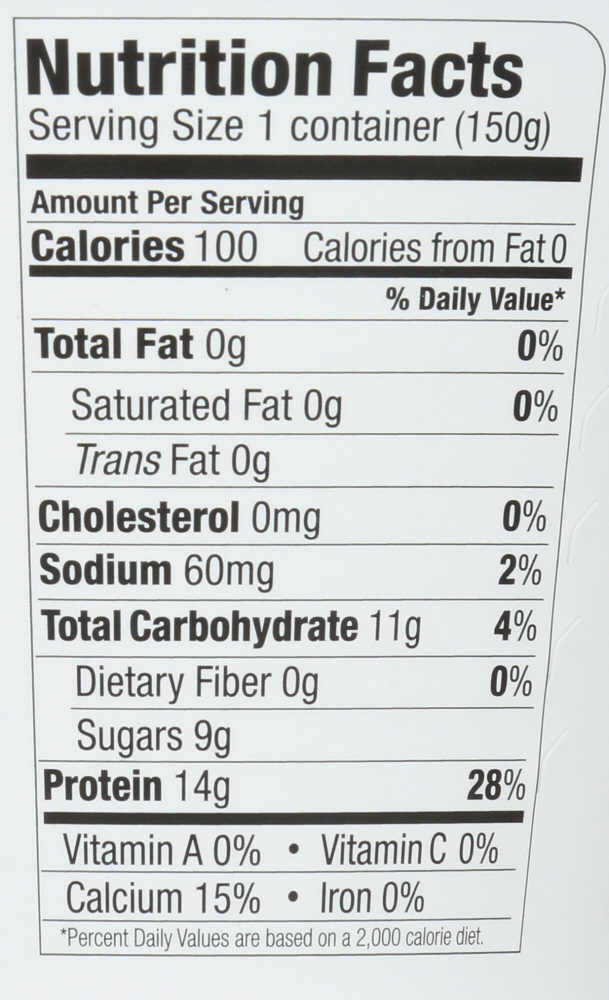 Nutrition Facts
Serving Size 1 container (150g)
Amount Per Serving
Calories 100 Calories from Fat 0
% Daily Value*
Total Fat 0g 0%
Saturated Fat 0g 0%
Trans Fat 0g
Cholesterol 0mg 0%
Sodium 60mg 2%
Total Carbohydrate 11g 4%
Dietary Fiber 0g 0%
Sugars 9g
Protein 14g 28%
Vitamin A 0% • Vitamin C 0%
Calcium 15% • Iron 0%
*Percent Daily Values are based on a 2,000 calorie diet.